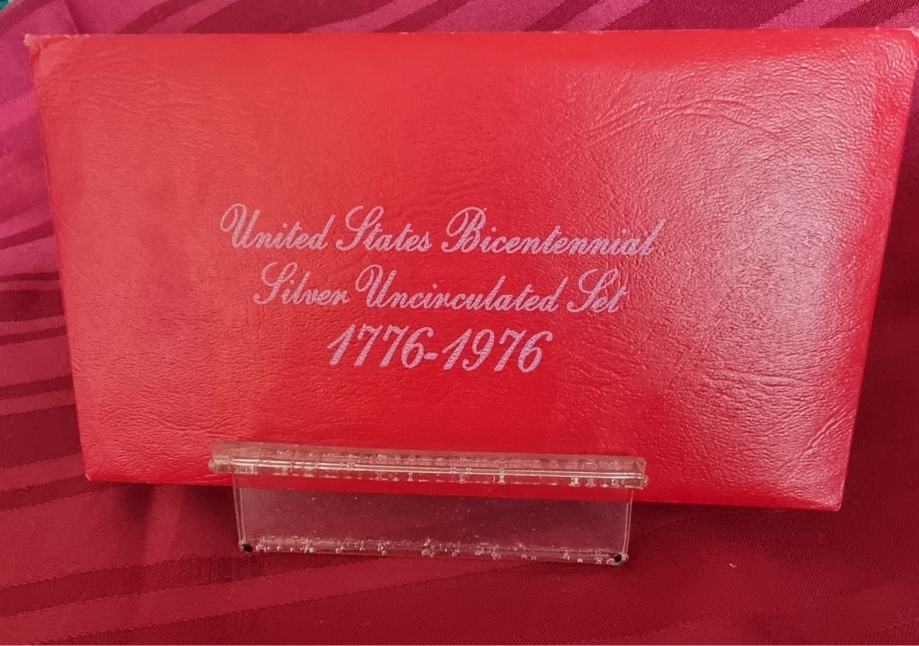 United States Bicentennial
Silver Uncirculated Set
1776-1976